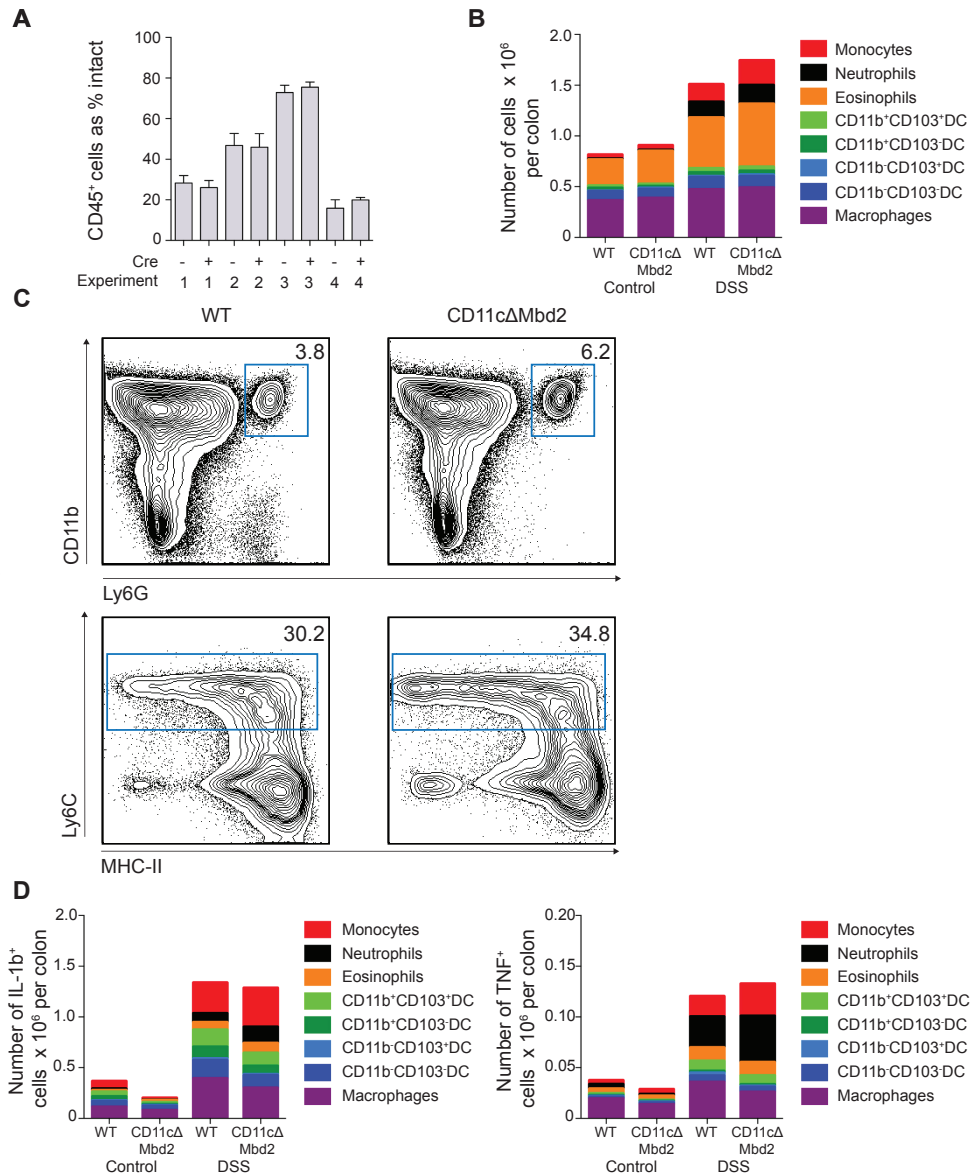 A
CD45⁺ cells as % intact
100
80
60
40
20
0
Cre - + - + - + - +
Experiment 1 1 2 2 3 3 4 4
B
Number of cells x 10⁶
per colon
2.0
1.5
1.0
0.5
0
WT CD11cΔ WT CD11cΔ
Mbd2 Mbd2
Control DSS
Monocytes
Neutrophils
Eosinophils
CD11b⁺CD103⁺DC
CD11b⁺CD103⁻DC
CD11b⁻CD103⁺DC
CD11b⁻CD103⁻DC
Macrophages
C
WT CD11cΔMbd2
3.8 6.2
CD11b
Ly6G
30.2 34.8
Ly6C
MHC-II
D
Number of IL-1b⁺
cells x 10⁶ per colon
2.0
1.5
1.0
0.5
0
WT CD11cΔ WT CD11cΔ
Mbd2 Mbd2
Control DSS
Monocytes
Neutrophils
Eosinophils
CD11b⁺CD103⁺DC
CD11b⁺CD103⁻DC
CD11b⁻CD103⁺DC
CD11b⁻CD103⁻DC
Macrophages
Number of TNF⁺
cells x 10⁶ per colon
0.20
0.15
0.10
0.05
0
WT CD11cΔ WT CD11cΔ
Mbd2 Mbd2
Control DSS
Monocytes
Neutrophils
Eosinophils
CD11b⁺CD103⁺DC
CD11b⁺CD103⁻DC
CD11b⁻CD103⁺DC
CD11b⁻CD103⁻DC
Macrophages